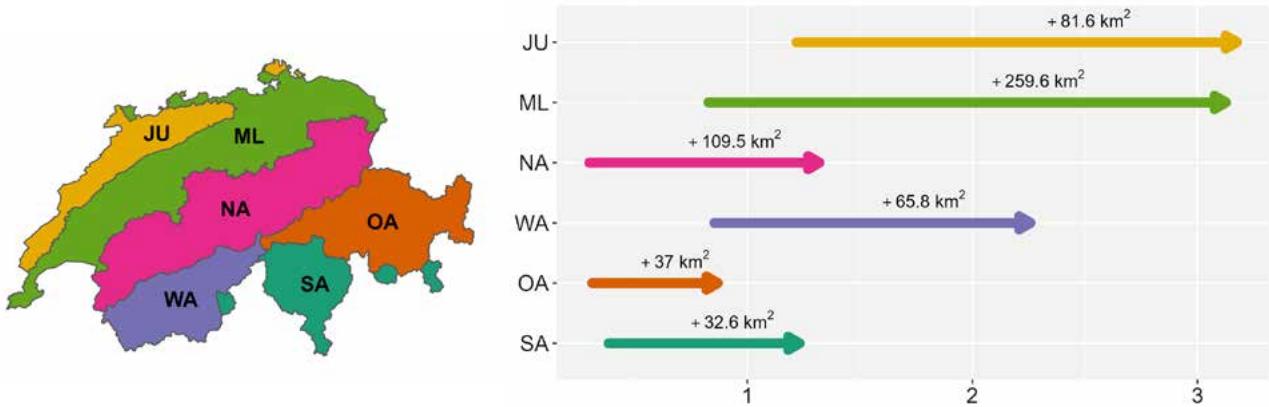 JU
ML
NA
OA
WA
SA
JU
+ 81.6 km²
ML
+ 259.6 km²
NA
+ 109.5 km²
WA
+ 65.8 km²
OA
+ 37 km²
SA
+ 32.6 km²
1 2 3